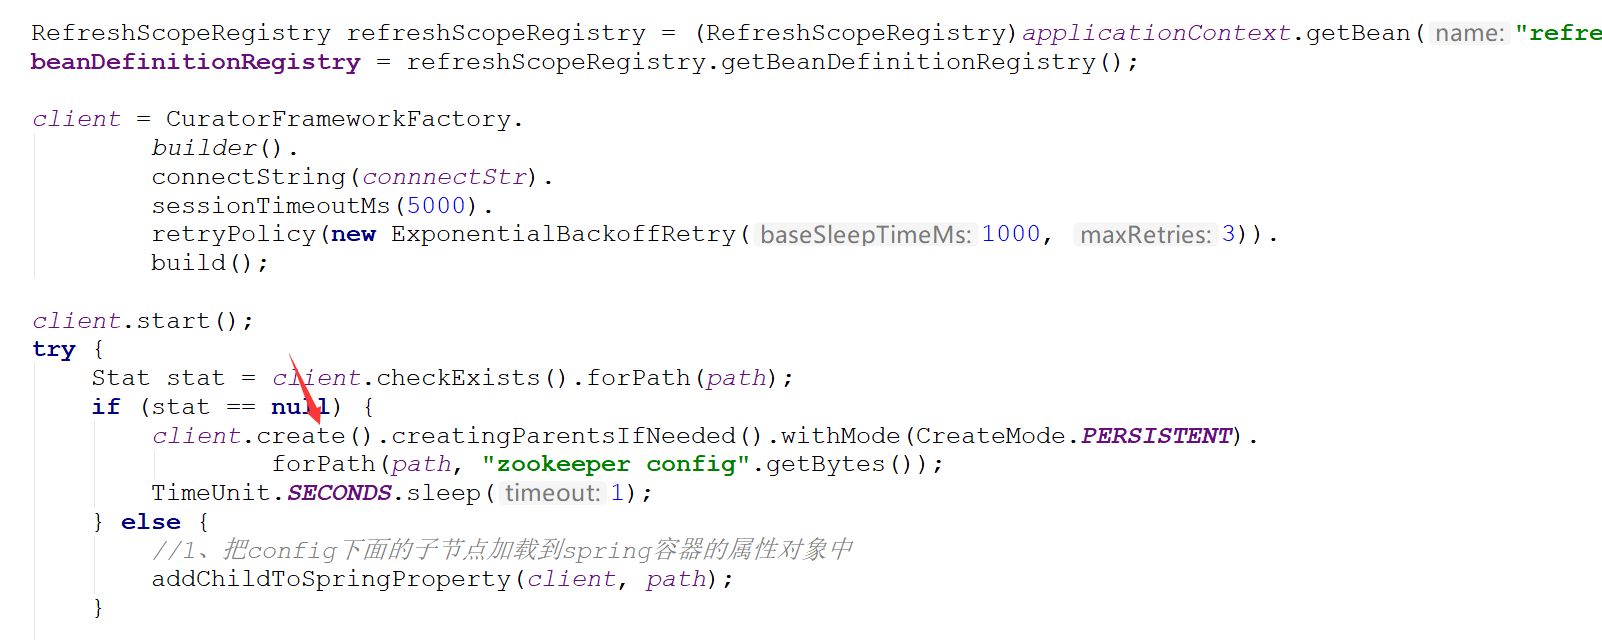 RefreshScopeRegistry refreshScopeRegistry = (RefreshScopeRegistry)applicationContext.getBean( name: "refre
beanDefinitionRegistry = refreshScopeRegistry.getBeanDefinitionRegistry();
client = CuratorFrameworkFactory.
builder().
connectString(connnectStr).
sessionTimeoutMs(5000).
retryPolicy(new ExponentialBackoffRetry( baseSleepTimeMs: 1000, maxRetries: 3)).
build();
client.start();
try {
Stat stat = client.checkExists().forPath(path);
if (stat == null) {
client.create().creatingParentsIfNeeded().withMode(CreateMode.PERSISTENT).
forPath(path, "zookeeper config".getBytes());
TimeUnit.SECONDS.sleep( timeout: 1);
} else {
//1、把config下面的子节点加载到spring容器的属性对象中
addChildToSpringProperty(client, path);
}